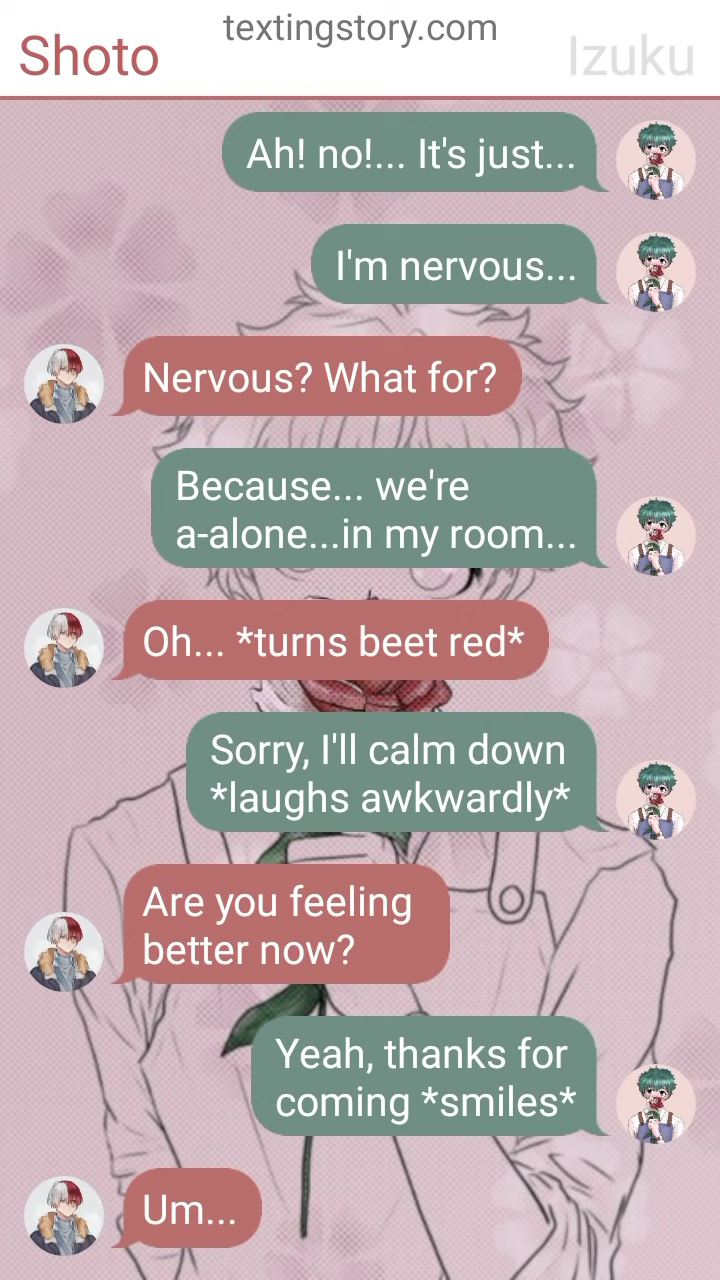 textingstory.com
Shoto
Izuku
Ah! no!... It's just...
I'm nervous...
Nervous? What for?
Because... we're
a-alone...in my room...
Oh... *turns beet red*
Sorry, I'll calm down
*laughs awkwardly*
Are you feeling
better now?
Yeah, thanks for
coming *smiles*
Um...